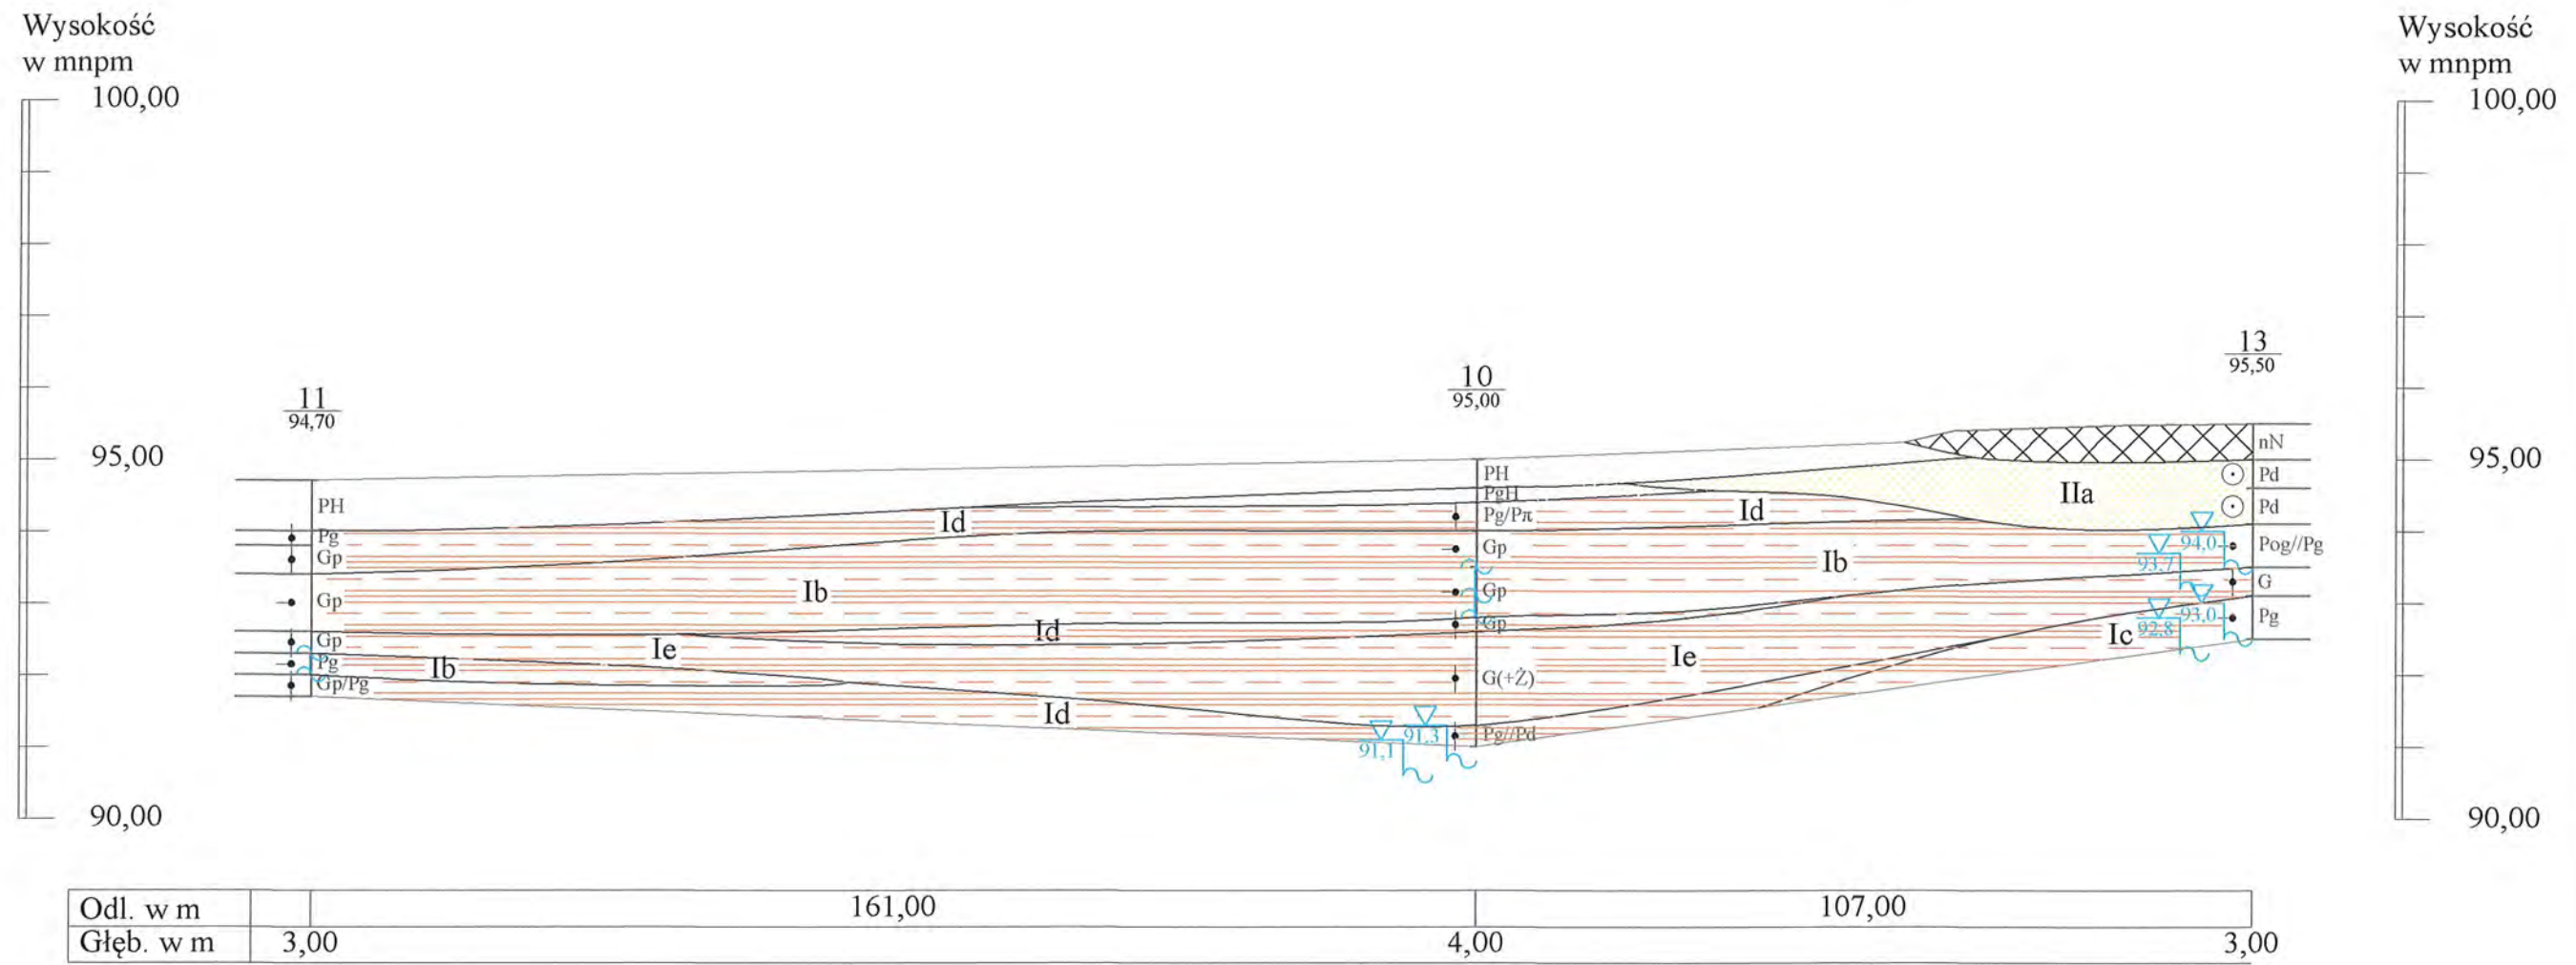 Wysokość
w mnpm
100,00
95,00
90,00
Wysokość
w mnpm
100,00
95,00
90,00
11
94,70
10
95,00
13
95,50
PH
Pg
Gp
Gp
Gp
Pg
Gp/Pg
PH
PgH
Pg/Pπ
Gp
Gp
Gp
G(+Ż)
Pg//Pd
nN
Pd
Pd
Pog//Pg
G
Pg
Id
Ib
Id
Ie
Ib
Id
Id
IIa
Ib
Ie
Ic
91,1
91,3
94,0
93,7
93,0
92,8
Odl. w m 161,00 107,00
Głęb. w m 3,00 4,00 3,00